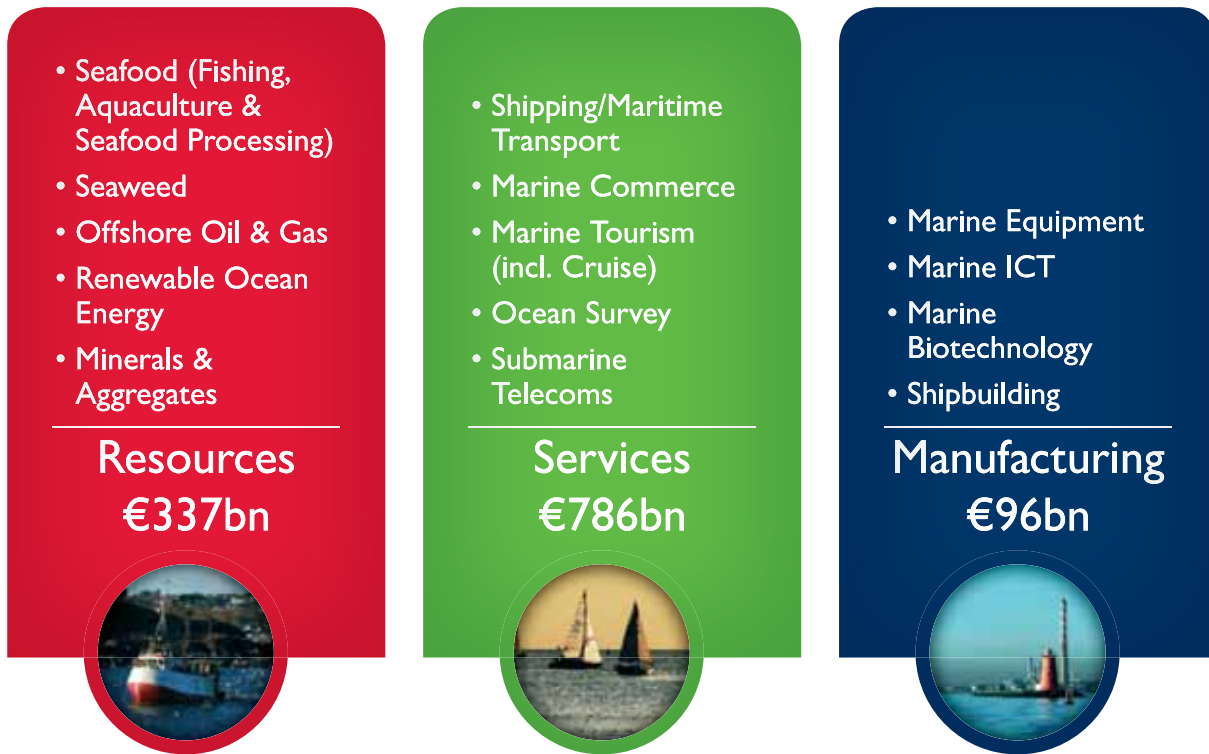 • Seafood (Fishing,
Aquaculture &
Seafood Processing)
• Seaweed
• Offshore Oil & Gas
• Renewable Ocean
Energy
• Minerals &
Aggregates
Resources
€337bn
• Shipping/Maritime
Transport
• Marine Commerce
• Marine Tourism
(incl. Cruise)
• Ocean Survey
• Submarine
Telecoms
Services
€786bn
• Marine Equipment
• Marine ICT
• Marine
Biotechnology
• Shipbuilding
Manufacturing
€96bn